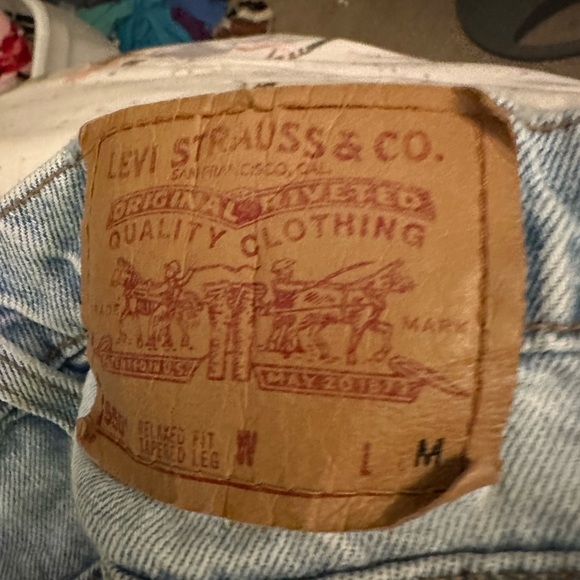 LEVI STRAUSS & CO.
SAN FRANCISCO, CAL.
ORIGINAL RIVETED
QUALITY CLOTHING
TRADE MARK
MAY 20 1873
RELAXED FIT
TAPERED LEG
W L M